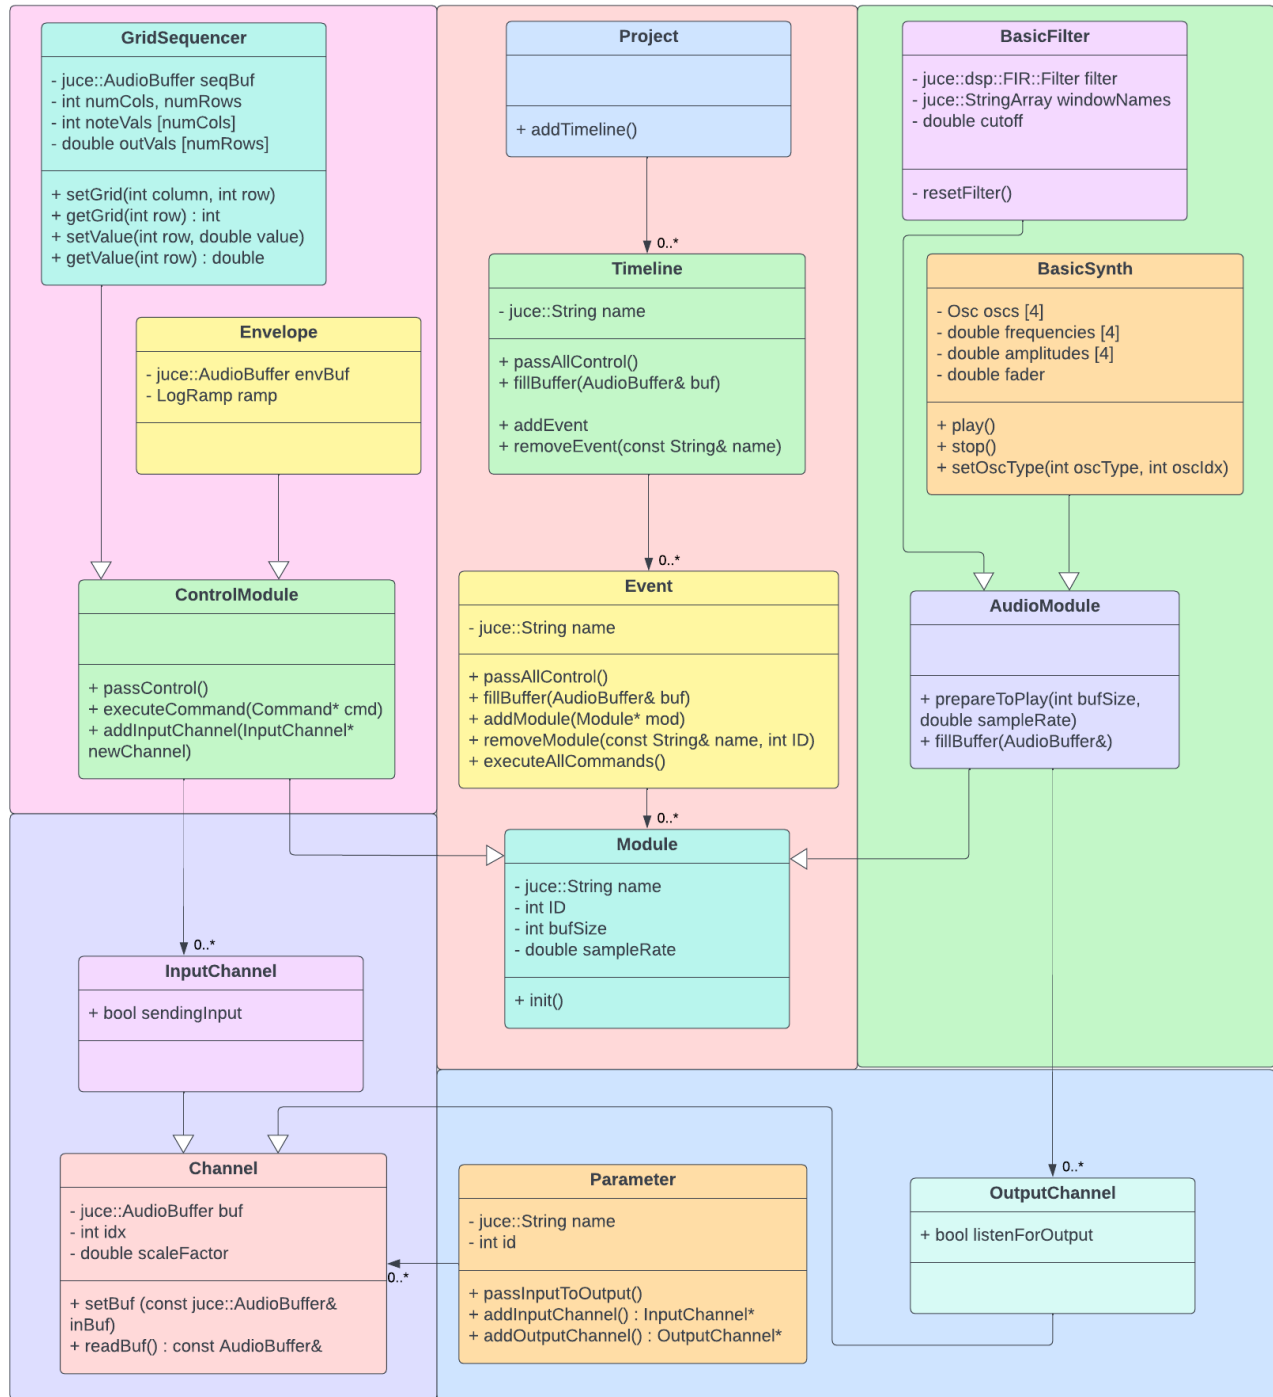 GridSequencer
- juce::AudioBuffer seqBuf
- int numCols, numRows
- int noteVals [numCols]
- double outVals [numRows]
+ setGrid(int column, int row)
+ getGrid(int row) : int
+ setValue(int row, double value)
+ getValue(int row) : double
Envelope
- juce::AudioBuffer envBuf
- LogRamp ramp
ControlModule
+ passControl()
+ executeCommand(Command* cmd)
+ addInputChannel(InputChannel*
newChannel)
0..*
InputChannel
+ bool sendingInput
Channel
- juce::AudioBuffer buf
- int idx
- double scaleFactor
+ setBuf (const juce::AudioBuffer&
inBuf)
+ readBuf() : const AudioBuffer&
0..*
Project
+ addTimeline()
0..*
Timeline
- juce::String name
+ passAllControl()
+ fillBuffer(AudioBuffer& buf)
+ addEvent
+ removeEvent(const String& name)
0..*
Event
- juce::String name
+ passAllControl()
+ fillBuffer(AudioBuffer& buf)
+ addModule(Module* mod)
+ removeModule(const String& name, int ID)
+ executeAllCommands()
0..*
Module
- juce::String name
- int ID
- int bufSize
- double sampleRate
+ init()
Parameter
- juce::String name
- int id
+ passInputToOutput()
+ addInputChannel() : InputChannel*
+ addOutputChannel() : OutputChannel*
BasicFilter
- juce::dsp::FIR::Filter filter
- juce::StringArray windowNames
- double cutoff
- resetFilter()
BasicSynth
- Osc oscs [4]
- double frequencies [4]
- double amplitudes [4]
- double fader
+ play()
+ stop()
+ setOscType(int oscType, int oscIdx)
AudioModule
+ prepareToPlay(int bufSize,
double sampleRate)
+ fillBuffer(AudioBuffer&)
0..*
OutputChannel
+ bool listenForOutput